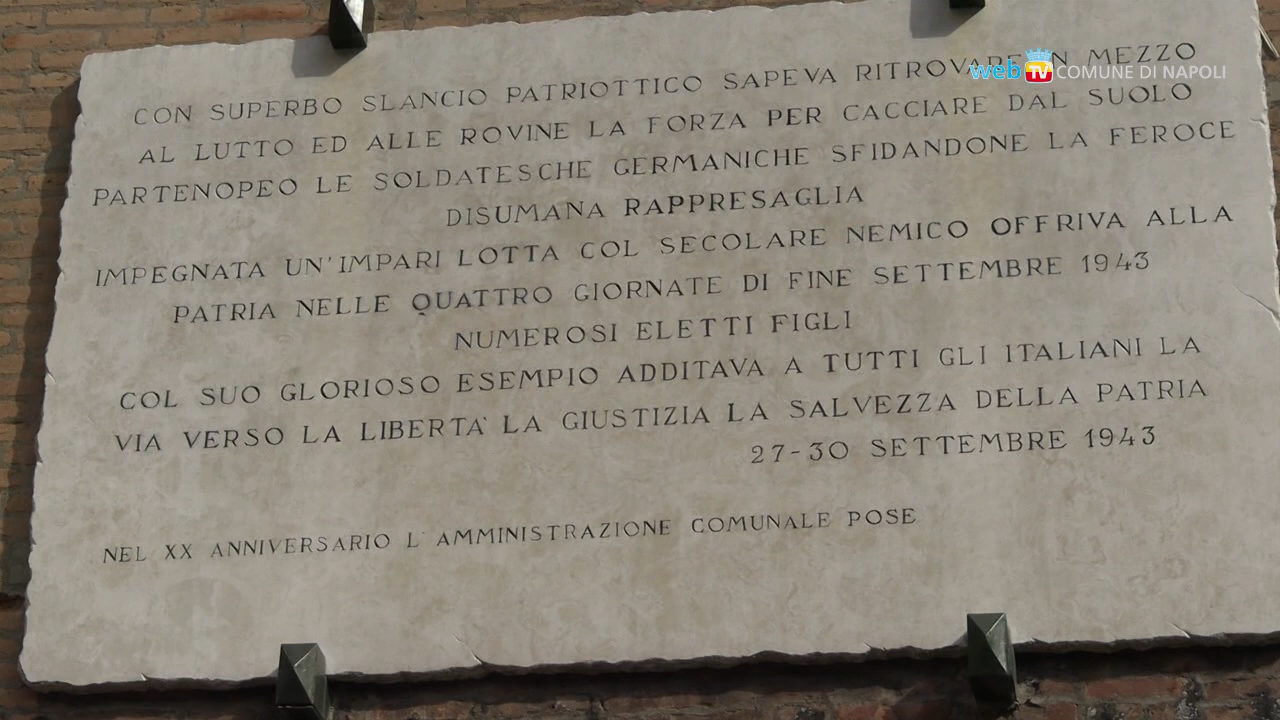 web TV COMUNE DI NAPOLI
CON SUPERBO SLANCIO PATRIOTTICO SAPEVA RITROVARE IN MEZZO
AL LUTTO ED ALLE ROVINE LA FORZA PER CACCIARE DAL SUOLO
PARTENOPEO LE SOLDATESCHE GERMANICHE SFIDANDONE LA FEROCE
DISUMANA RAPPRESAGLIA
IMPEGNATA UN'IMPARI LOTTA COL SECOLARE NEMICO OFFRIVA ALLA
PATRIA NELLE QUATTRO GIORNATE DI FINE SETTEMBRE 1943
NUMEROSI ELETTI FIGLI
COL SUO GLORIOSO ESEMPIO ADDITAVA A TUTTI GLI ITALIANI LA
VIA VERSO LA LIBERTA' LA GIUSTIZIA LA SALVEZZA DELLA PATRIA
27-30 SETTEMBRE 1943
NEL XX ANNIVERSARIO L'AMMINISTRAZIONE COMUNALE POSE